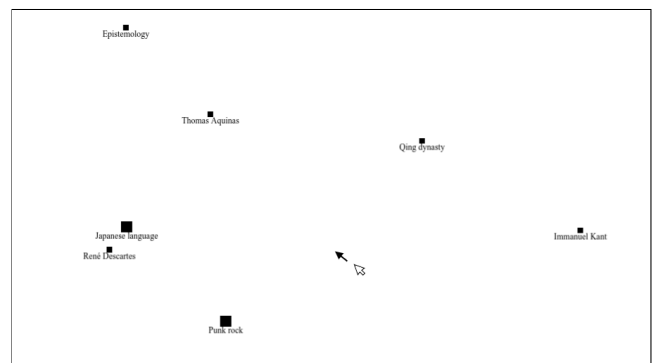 Epistemology
Thomas Aquinas
Qing dynasty
Japanese language
Immanuel Kant
René Descartes
Punk rock